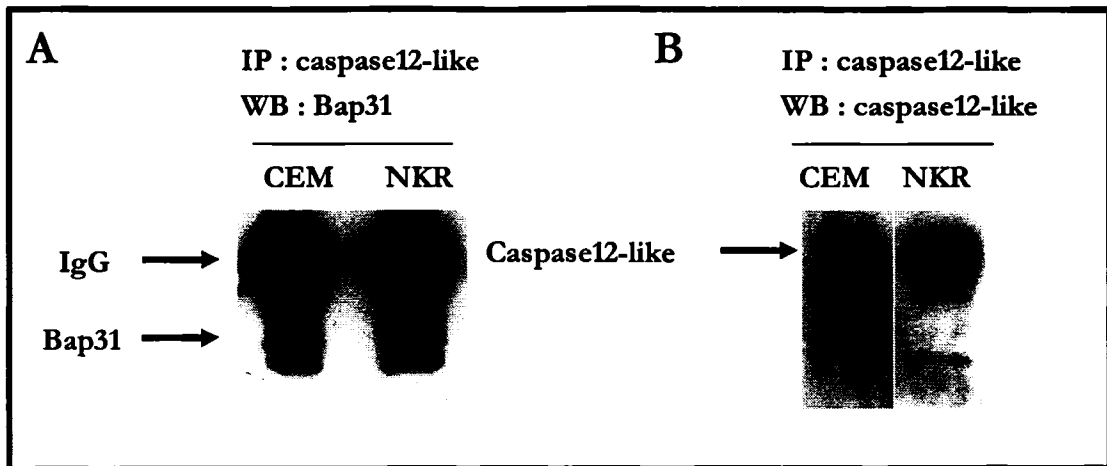 A
IP : caspase12-like
WB : Bap31
CEM NKR
IgG
Bap31
B
IP : caspase12-like
WB : caspase12-like
CEM NKR
Caspase12-like